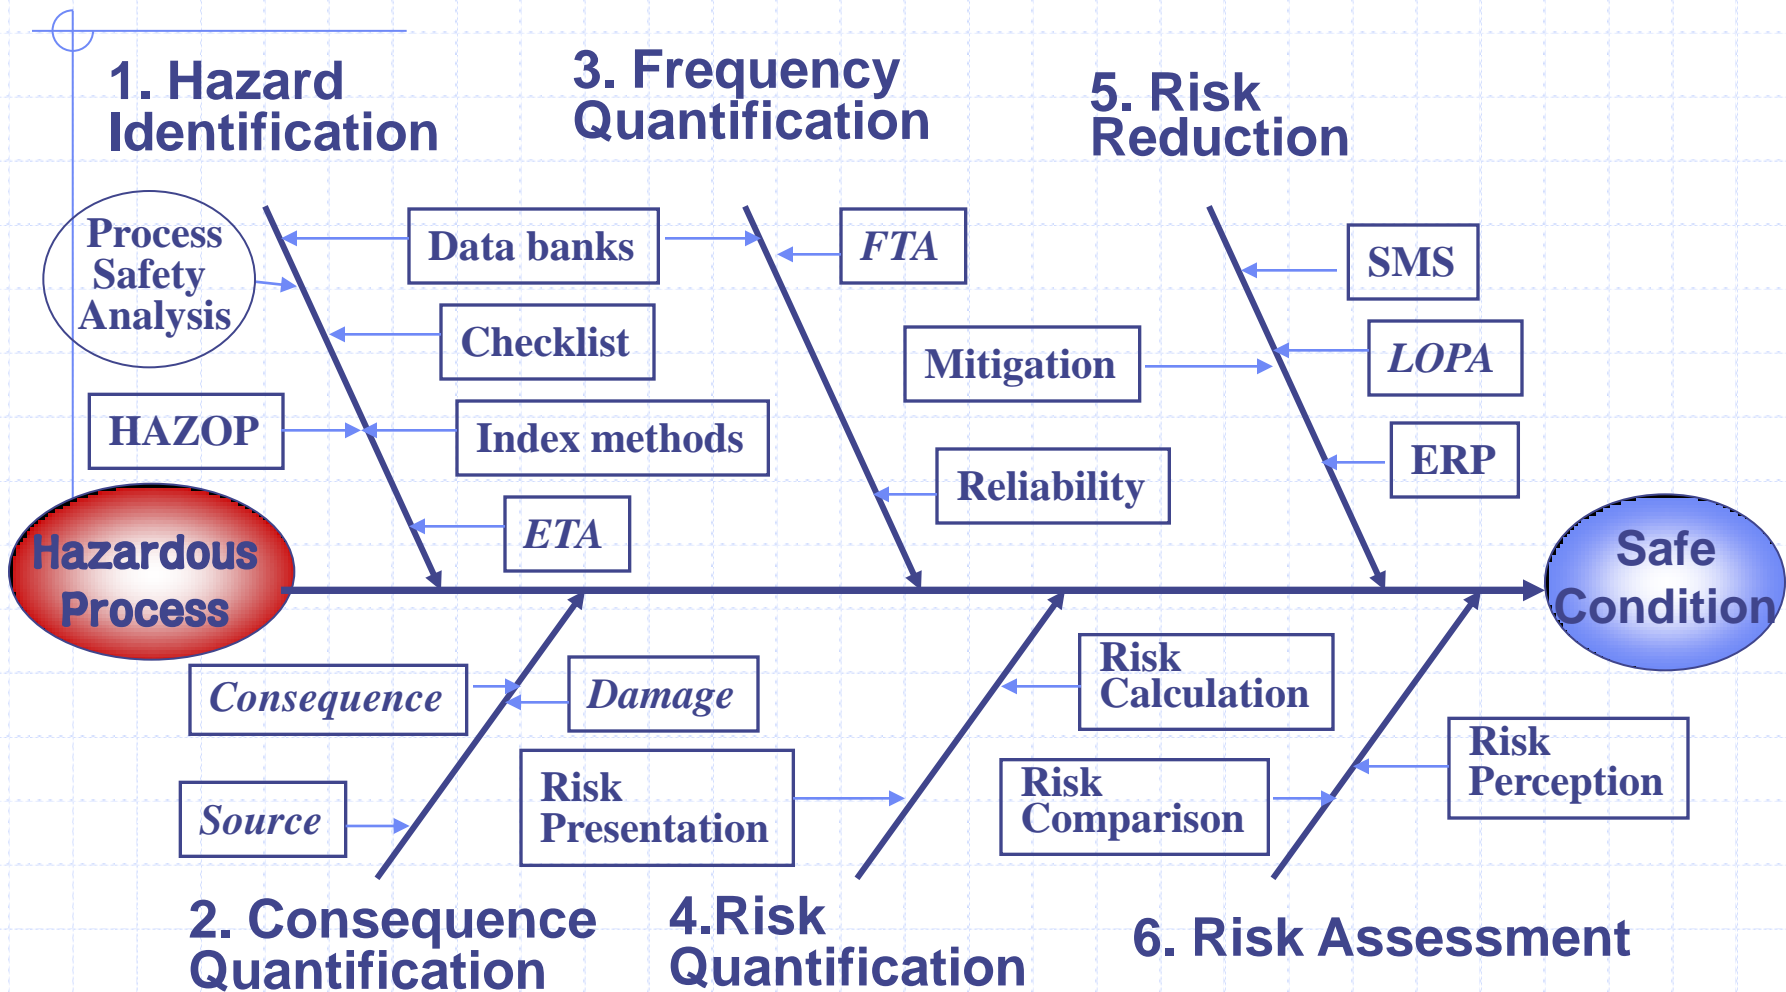 1. Hazard
Identification
3. Frequency
Quantification
5. Risk
Reduction
Process
Safety
Analysis
Data banks
FTA
SMS
Checklist
Mitigation
LOPA
HAZOP
Index methods
ERP
Reliability
ETA
Hazardous
Process
Safe
Condition
Consequence
Damage
Risk
Calculation
Risk
Perception
Source
Risk
Presentation
Risk
Comparison
2. Consequence
Quantification
4.Risk
Quantification
6. Risk Assessment